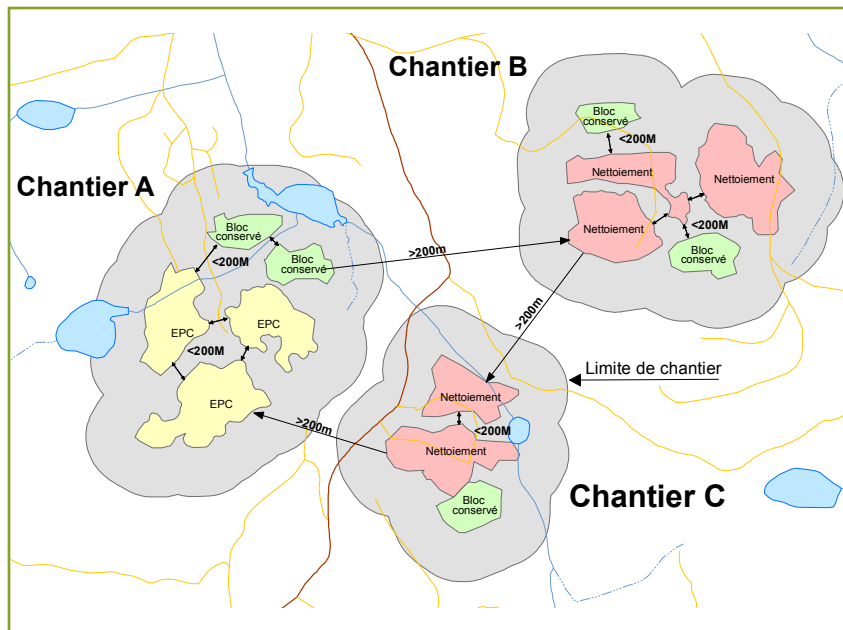 Chantier B
Bloc
conservé
<200M
Nettoiement
Nettoiement
Nettoiement
<200M
Bloc
conservé
Chantier A
Bloc
conservé
<200M
Bloc
conservé
>200m
EPC
EPC
<200M
EPC
>200m
>200m
Limite de chantier
Nettoiement
<200M
Nettoiement
Bloc
conservé
Chantier C